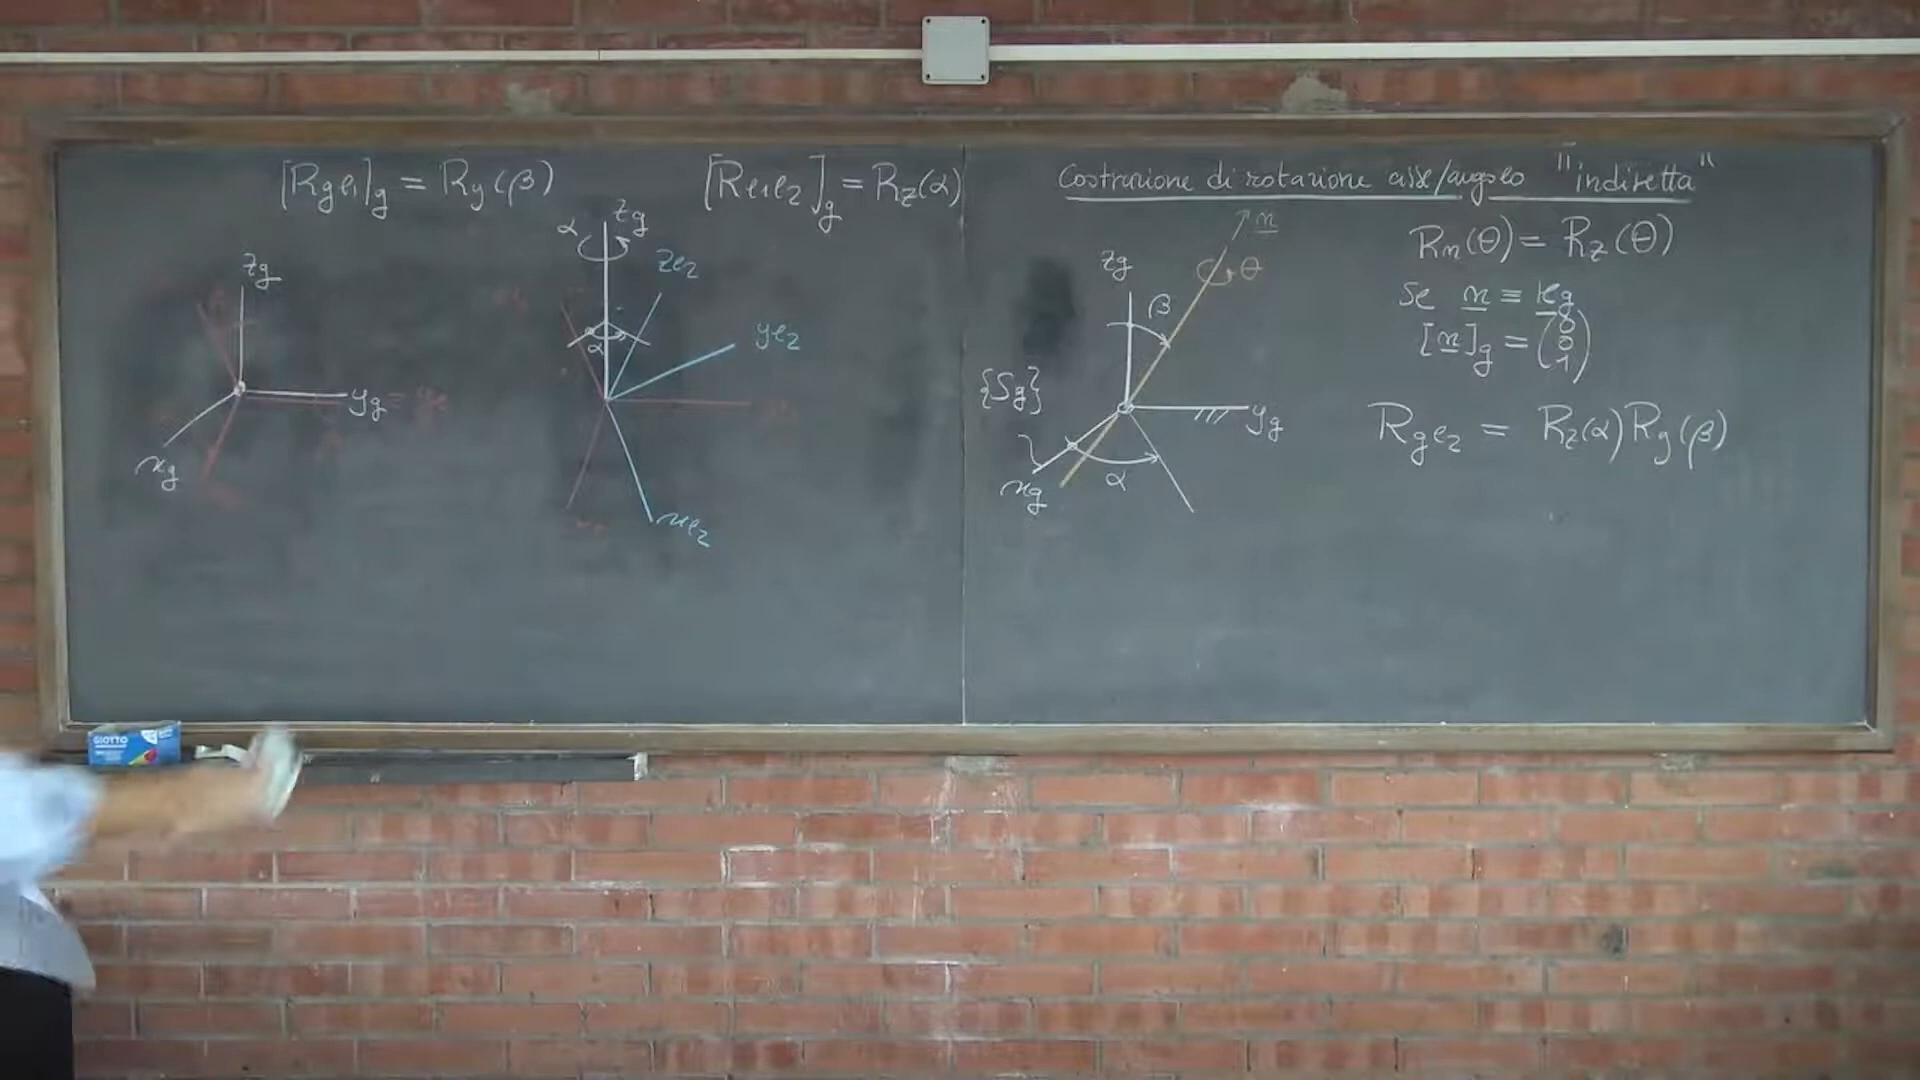 [Rge1]g = Ry(β)
[Re1e2]g = Rz(α)
zg
yg
xg
α
zg
ze2
ye2
α
xe2
Costruzione di rotazione asse/angolo "indiretta"
n
θ
zg
β
{Sg}
yg
xg
α
Rn(θ) = Rz(θ)
Se n ≡ kg
[n]g = (0 0 1)
Rge2 = Rz(α)Ry(β)
GIOTTO